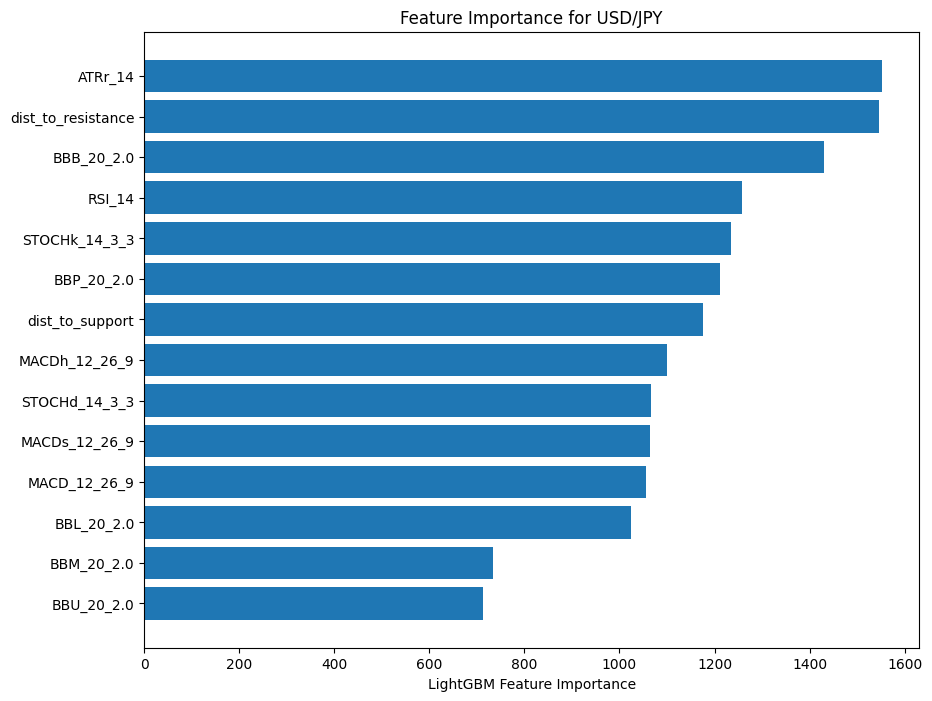 Feature Importance for USD/JPY
ATRr_14
dist_to_resistance
BBB_20_2.0
RSI_14
STOCHk_14_3_3
BBP_20_2.0
dist_to_support
MACDh_12_26_9
STOCHd_14_3_3
MACDs_12_26_9
MACD_12_26_9
BBL_20_2.0
BBM_20_2.0
BBU_20_2.0
0 200 400 600 800 1000 1200 1400 1600
LightGBM Feature Importance